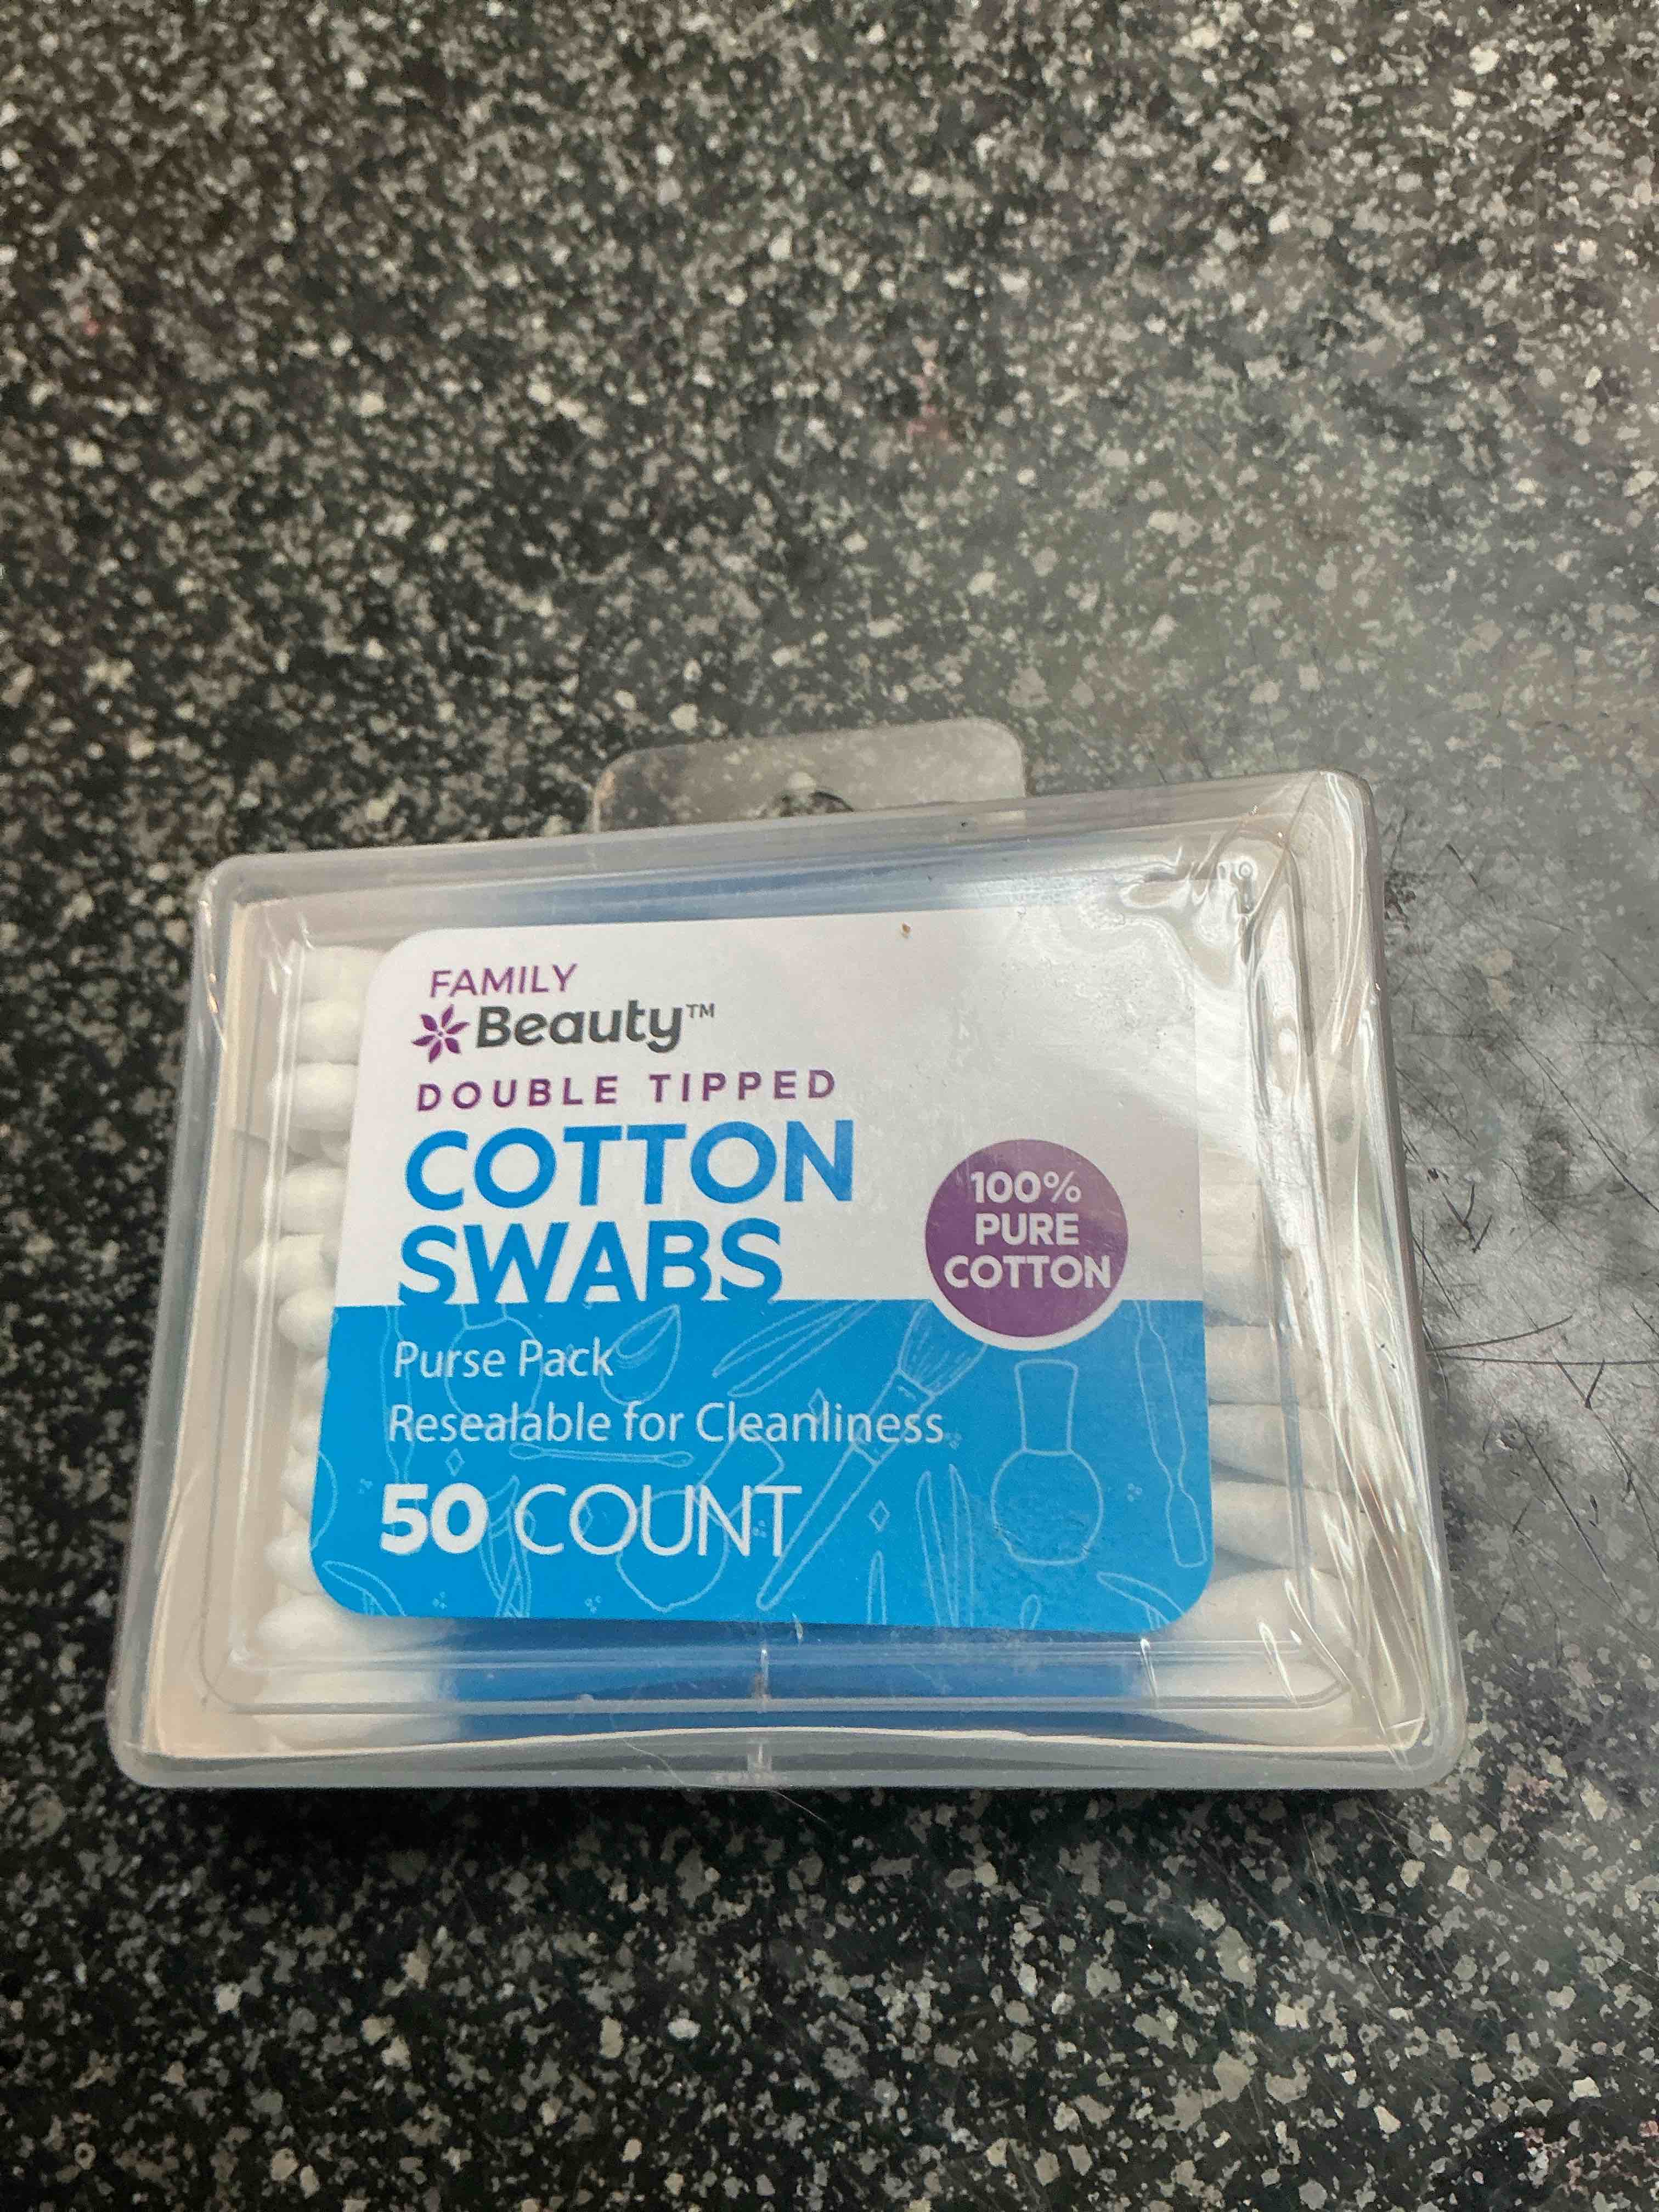 FAMILY
Beauty™
DOUBLE TIPPED
COTTON
SWABS
100%
PURE
COTTON
Purse Pack
Resealable for Cleanliness
50 COUNT